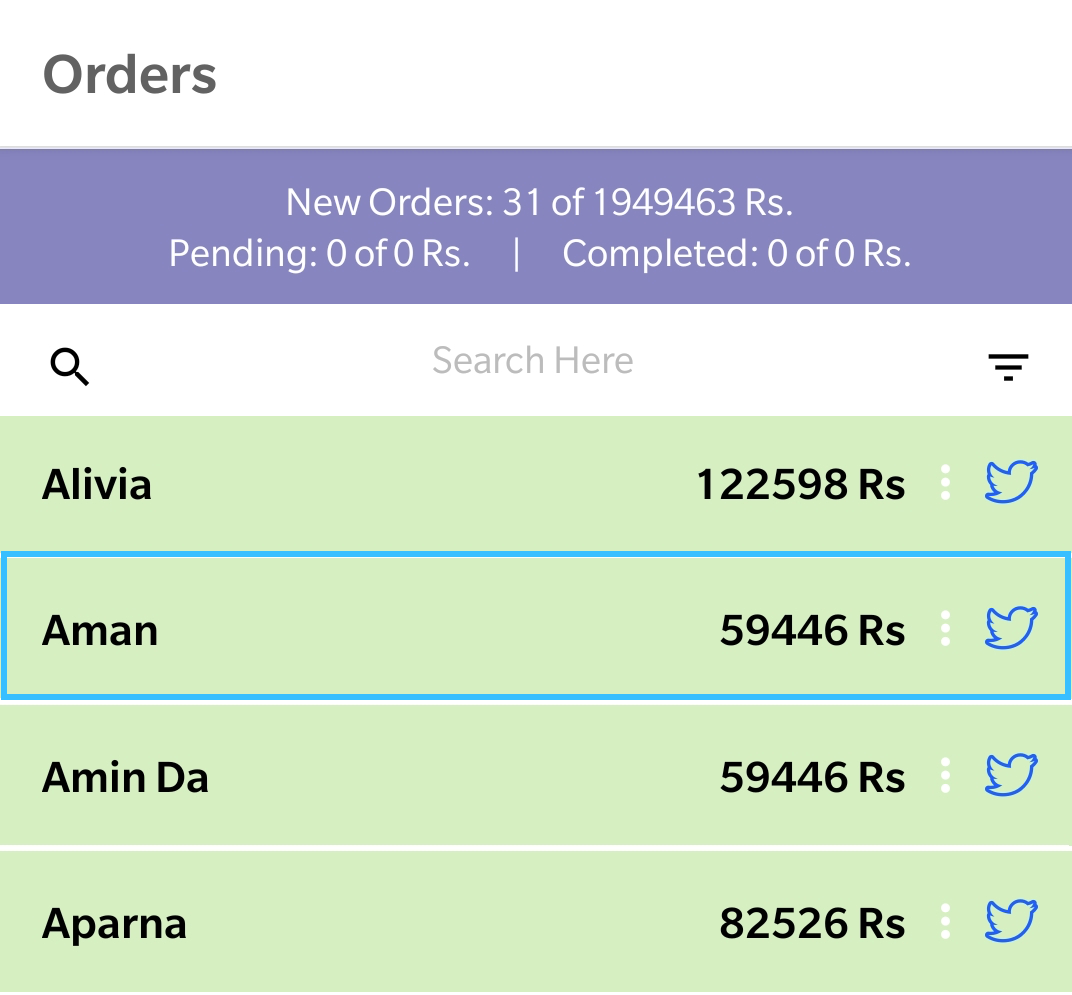 Orders
New Orders: 31 of 1949463 Rs.
Pending: 0 of 0 Rs. | Completed: 0 of 0 Rs.
Search Here
Alivia 122598 Rs
Aman 59446 Rs
Amin Da 59446 Rs
Aparna 82526 Rs